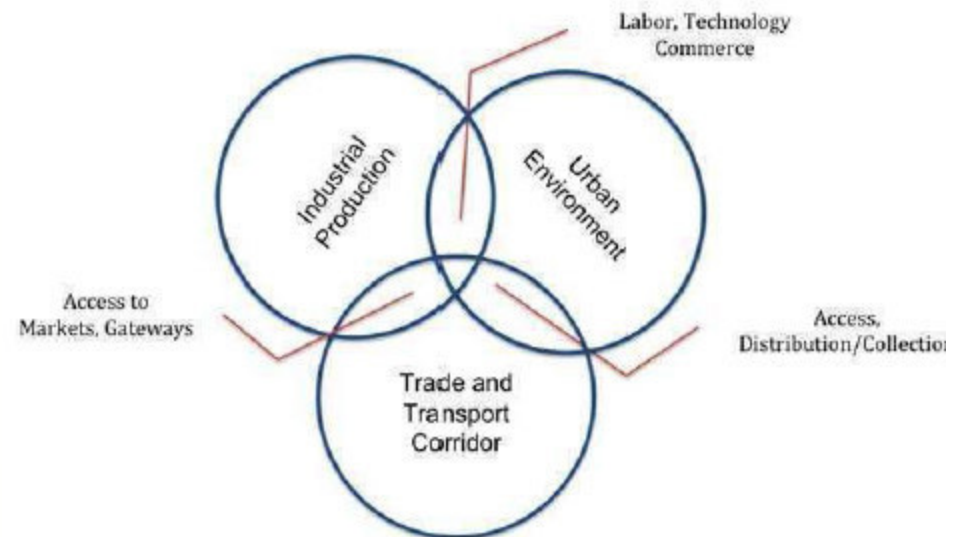 Labor, Technology
Commerce
Industrial
Production
Urban
Environment
Access to
Markets, Gateways
Access,
Distribution/Collection
Trade and
Transport
Corridor